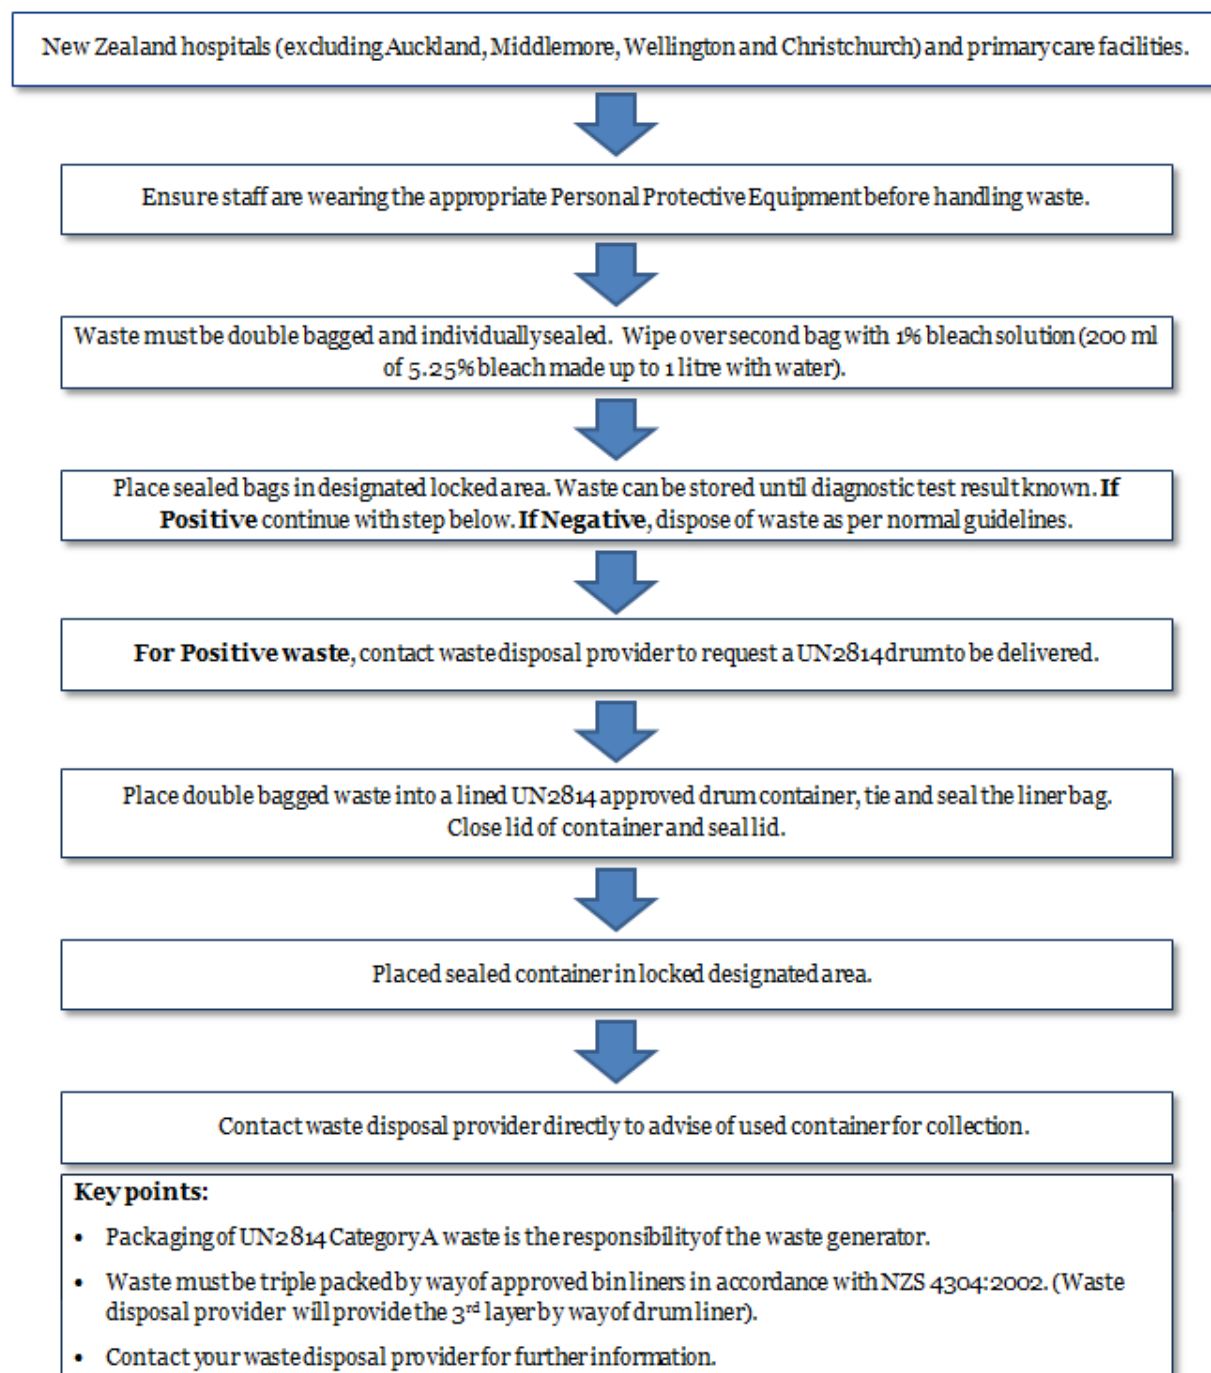 New Zealand hospitals (excluding Auckland, Middlemore, Wellington and Christchurch) and primary care facilities.
Ensure staff are wearing the appropriate Personal Protective Equipment before handling waste.
Waste must be double bagged and individually sealed. Wipe over second bag with 1% bleach solution (200 ml
of 5.25% bleach made up to 1 litre with water).
Place sealed bags in designated locked area. Waste can be stored until diagnostic test result known. If
Positive continue with step below. If Negative, dispose of waste as per normal guidelines.
For Positive waste, contact waste disposal provider to request a UN2814 drum to be delivered.
Place double bagged waste into a lined UN2814 approved drum container, tie and seal the liner bag.
Close lid of container and seal lid.
Placed sealed container in locked designated area.
Contact waste disposal provider directly to advise of used container for collection.
Key points:
• Packaging of UN2814 Category A waste is the responsibility of the waste generator.
• Waste must be triple packed by way of approved bin liners in accordance with NZS 4304:2002. (Waste
disposal provider will provide the 3rd layer by way of drum liner).
• Contact your waste disposal provider for further information.